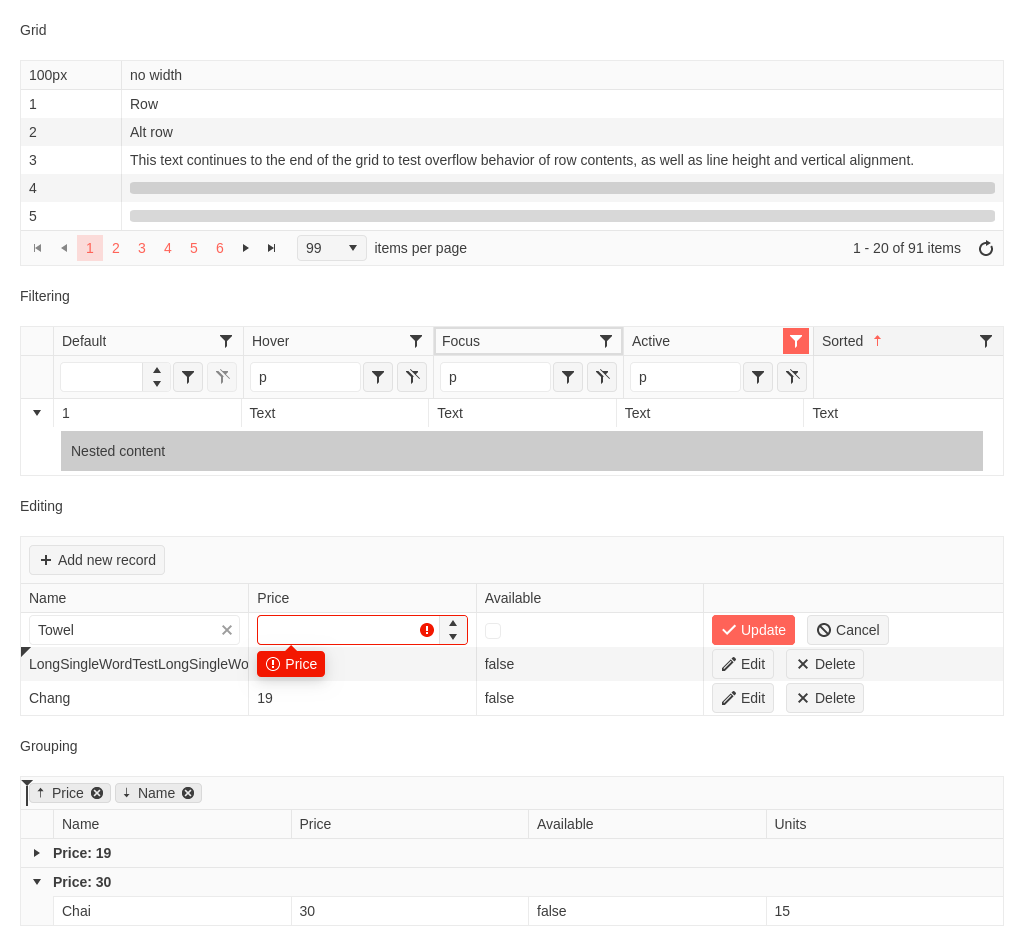 Grid
100px no width
1 Row
2 Alt row
3 This text continues to the end of the grid to test overflow behavior of row contents, as well as line height and vertical alignment.
4
5
1 2 3 4 5 6 99 items per page 1 - 20 of 91 items
Filtering
Default Hover Focus Active Sorted
p p p
1 Text Text Text Text
Nested content
Editing
Add new record
Name Price Available
Towel Update Cancel
LongSingleWordTestLongSingleWo Price false Edit Delete
Chang 19 false Edit Delete
Grouping
Price Name
Name Price Available Units
Price: 19
Price: 30
Chai 30 false 15